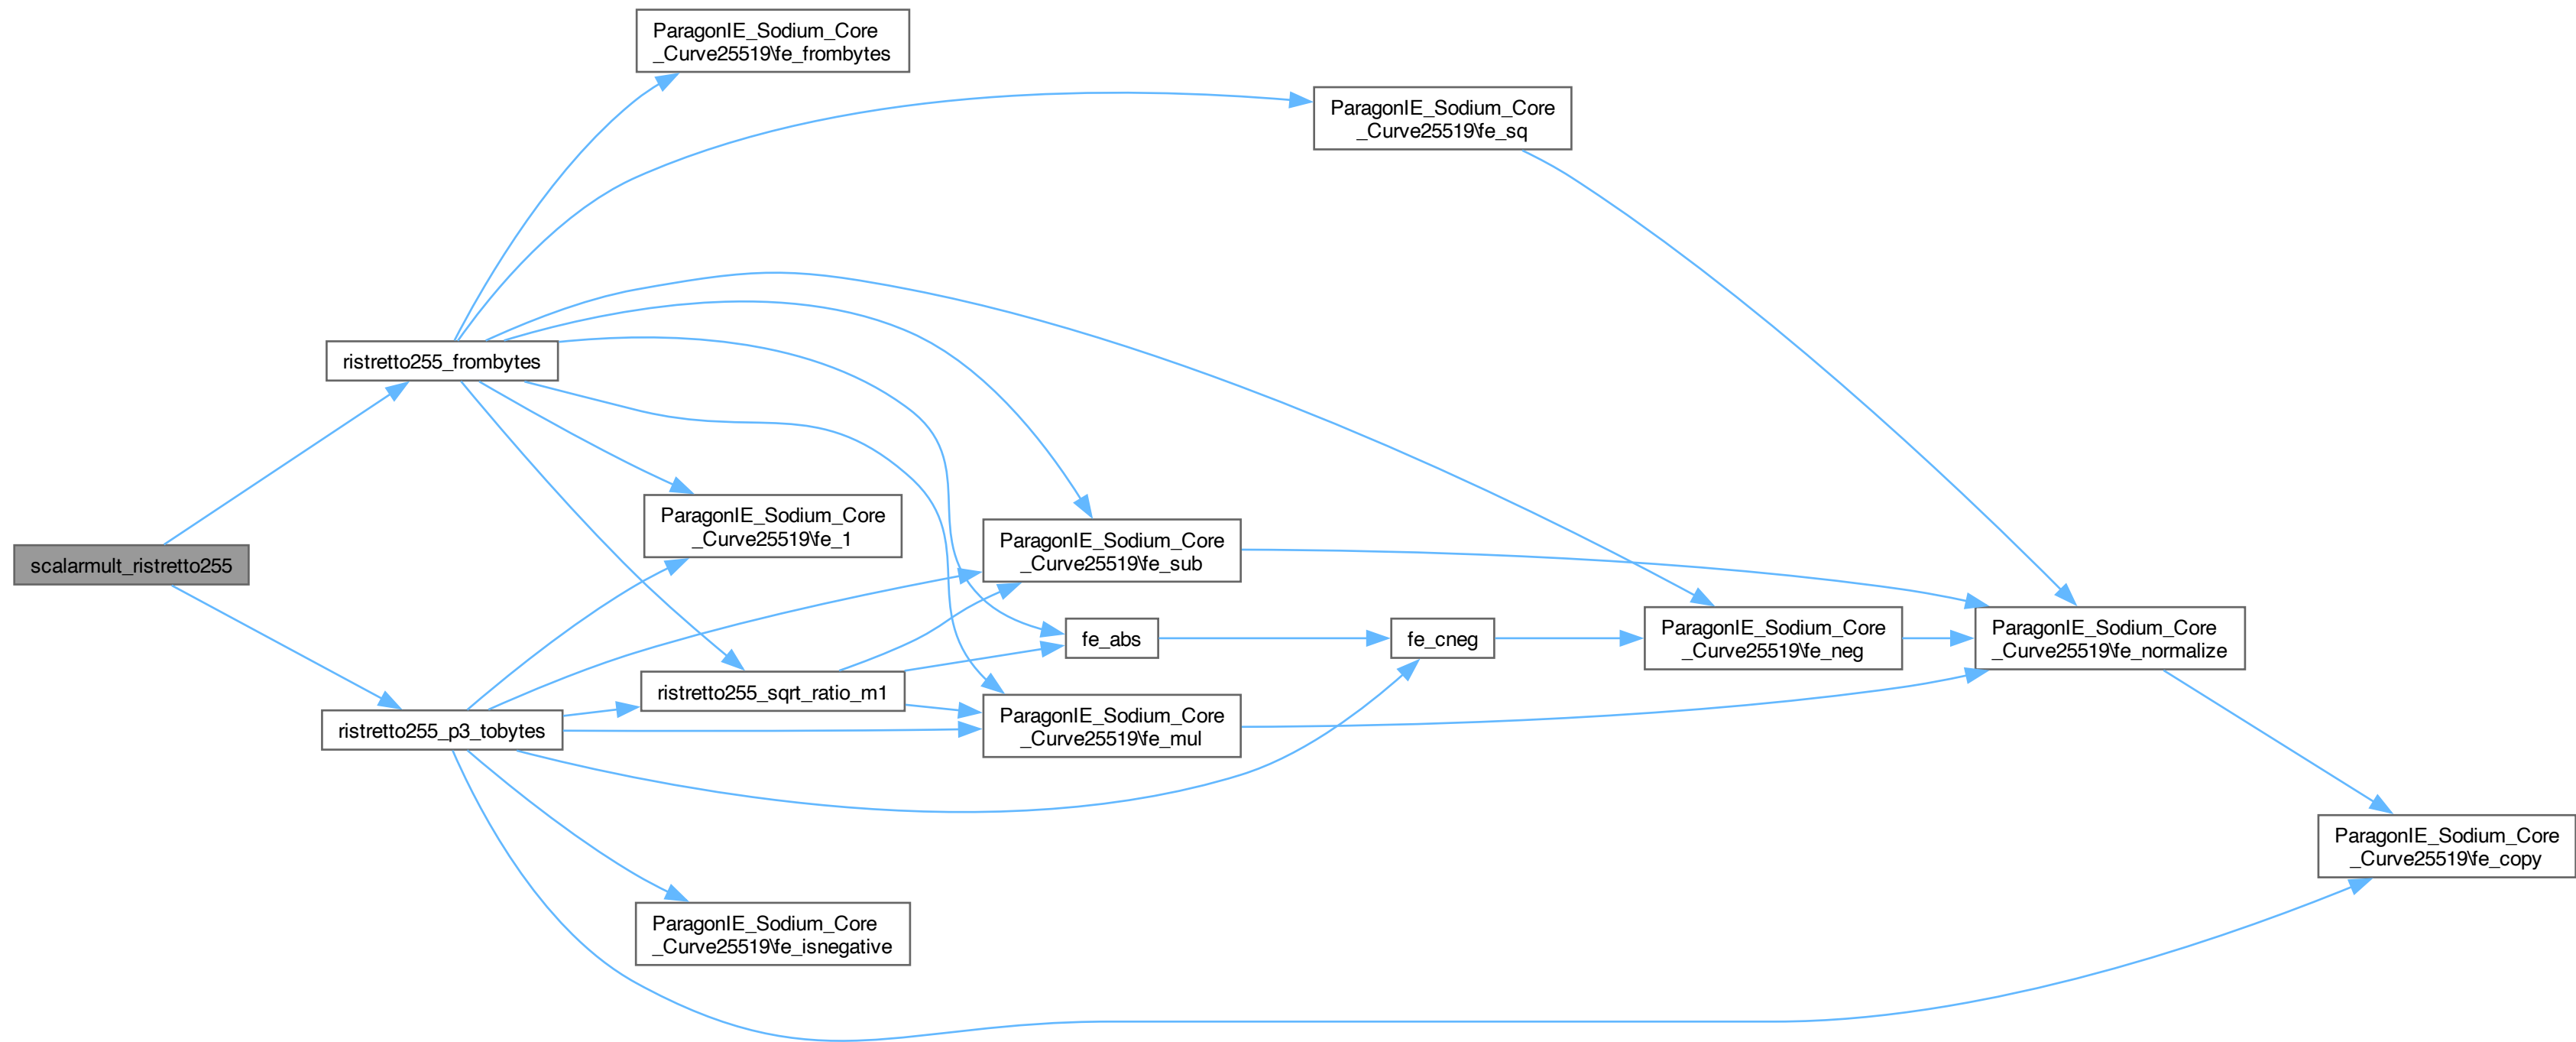 ParagonIE_Sodium_Core
_Curve25519\fe_frombytes
ParagonIE_Sodium_Core
_Curve25519\fe_sq
ristretto255_frombytes
ParagonIE_Sodium_Core
_Curve25519\fe_1
ParagonIE_Sodium_Core
_Curve25519\fe_sub
scalarmult_ristretto255
fe_abs
fe_cneg
ParagonIE_Sodium_Core
_Curve25519\fe_neg
ParagonIE_Sodium_Core
_Curve25519\fe_normalize
ristretto255_sqrt_ratio_m1
ristretto255_p3_tobytes
ParagonIE_Sodium_Core
_Curve25519\fe_mul
ParagonIE_Sodium_Core
_Curve25519\fe_copy
ParagonIE_Sodium_Core
_Curve25519\fe_isnegative